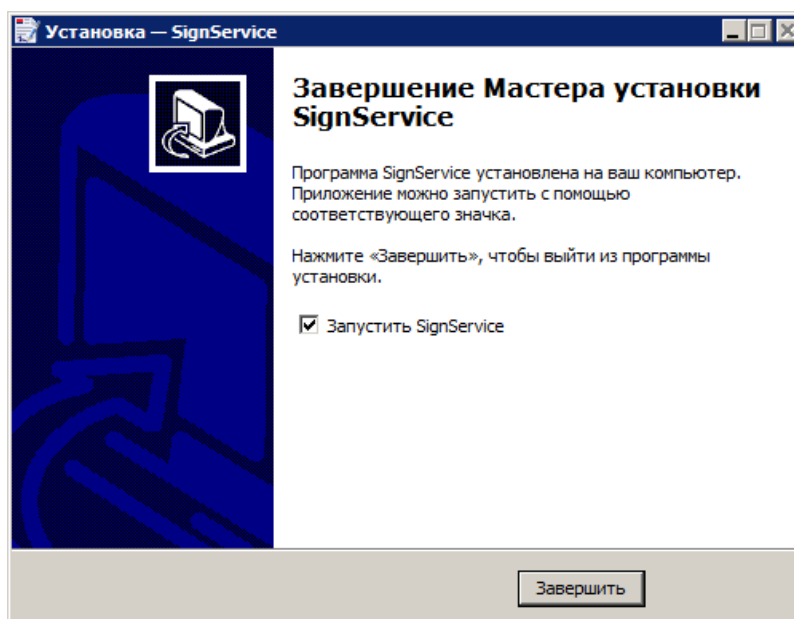 Установка — SignService
Завершение Мастера установки
SignService
Программа SignService установлена на ваш компьютер.
Приложение можно запустить с помощью
соответствующего значка.
Нажмите «Завершить», чтобы выйти из программы
установки.
Запустить SignService
Завершить